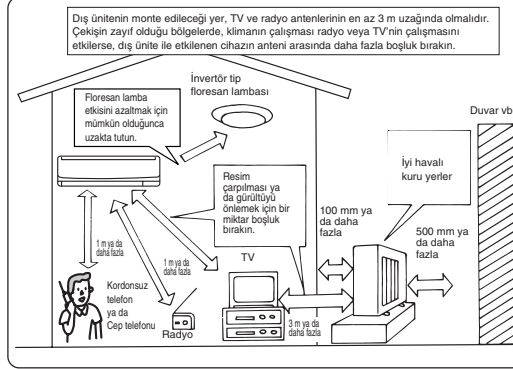 Dış ünitenin monte edileceği yer, TV ve radyo antenlerinin en az 3 m uzağında olmalıdır.
Çekişin zayıf olduğu bölgelerde, klimanın çalışması radyo veya TV'nin çalışmasını
etkilerse, dış ünite ile etkilenen cihazın anteni arasında daha fazla boşluk bırakın.
İnvertör tip
floresan lambası
Floresan lamba
etkisini azaltmak için
mümkün olduğunca
uzakta tutun.
Duvar vb
Resim
çarpılması ya
da gürültüyü
önlemek için bir
miktar boşluk
bırakın.
İyi havalı
kuru yerler
100 mm ya
da daha
fazla
500 mm ya
da daha
fazla
1 m ya da
daha fazla
1 m ya da
daha fazla
TV
Kordonsuz
telefon
ya da
Cep telefonu
Radyo
3 m ya da
daha fazla